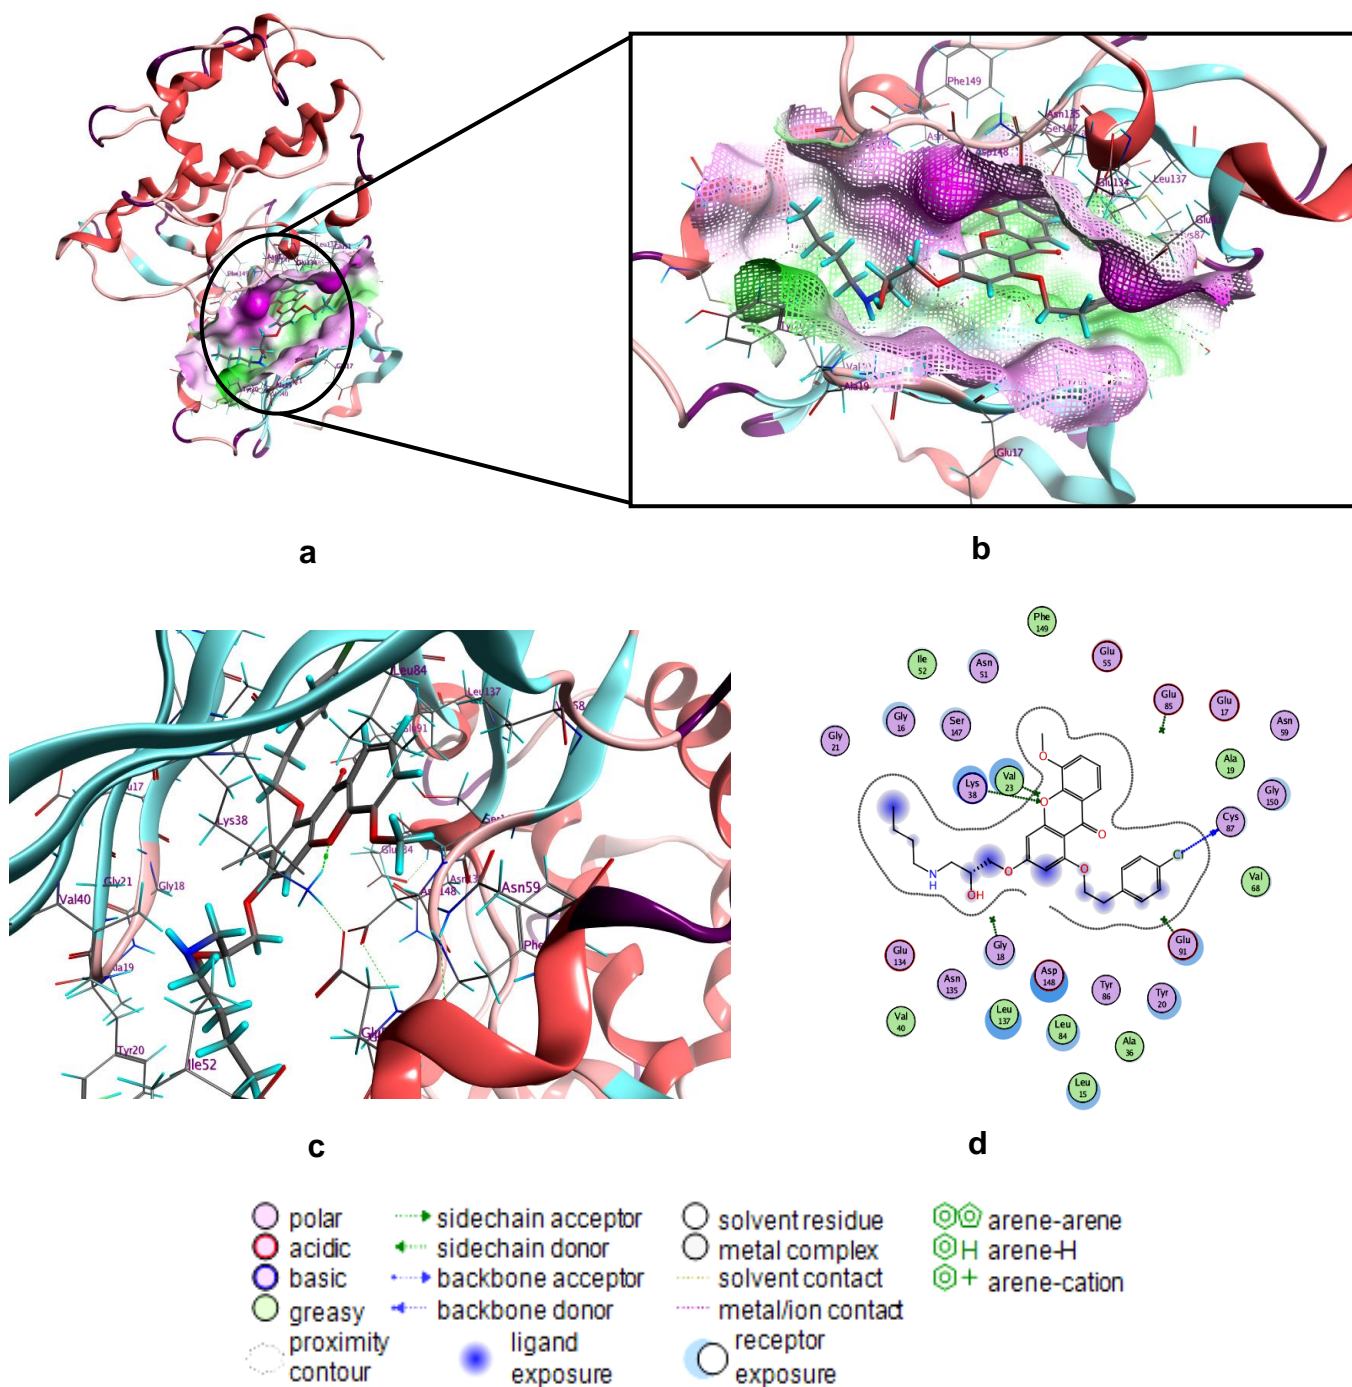 Phe149
Asn135
Ser147
Asp148
Glu134
Leu137
Glu91
Cys87
Val40
Ala19
Glu17
a
b
Leu84
Leu137
Val68
Glu91
Lys38
Gly21
Gly18
Val40
Ala19
Tyr20
Ile52
Asn59
c
Phe
149
Ile
52
Asn
51
Glu
55
Glu
85
Glu
17
Asn
59
Gly
16
Ser
147
Gly
21
Ala
19
Lys
38
Val
23
Gly
150
Cys
87
O
O
O
O
O
Cl
N
H
OH
Val
68
Glu
134
Gly
18
Glu
91
Asn
135
Asp
148
Tyr
86
Tyr
20
Val
40
Leu
137
Leu
84
Ala
36
Leu
15
d
polar
sidechain acceptor
solvent residue
arene-arene
acidic
sidechain donor
metal complex
H arene-H
basic
backbone acceptor
solvent contact
+ arene-cation
greasy
backbone donor
metal/ion contact
proximity
contour
ligand
exposure
receptor
exposure